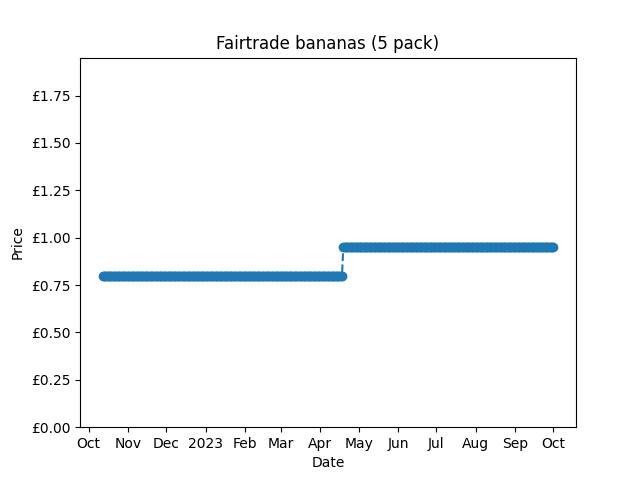 Fairtrade bananas (5 pack)
£1.75
£1.50
£1.25
£1.00
£0.75
£0.50
£0.25
£0.00
Price
Oct Nov Dec 2023 Feb Mar Apr May Jun Jul Aug Sep Oct
Date